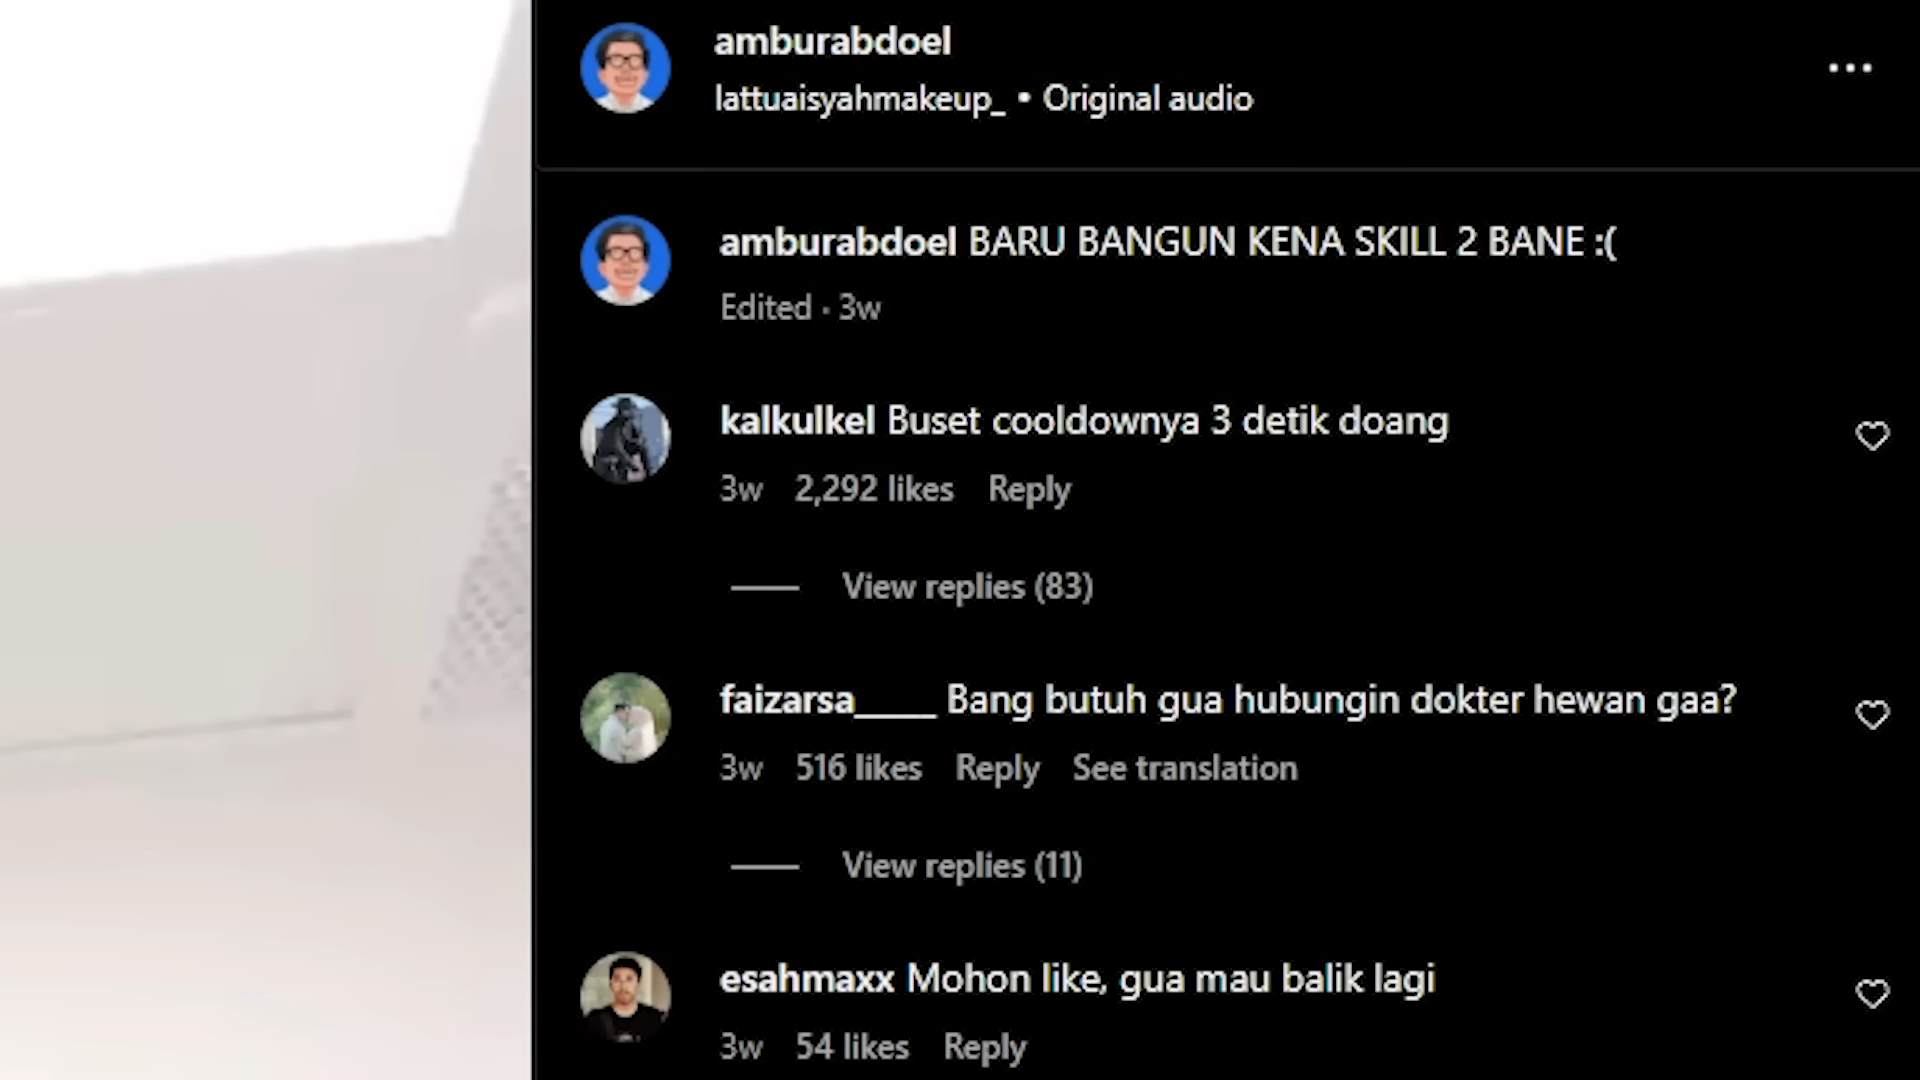 amburabdoel
lattuaisyahmakeup_ • Original audio
amburabdoel BARU BANGUN KENA SKILL 2 BANE :(
Edited · 3w
kalkulkel Buset cooldownya 3 detik doang
3w 2,292 likes Reply
View replies (83)
faizarsa_____ Bang butuh gua hubungin dokter hewan gaa?
3w 516 likes Reply See translation
View replies (11)
esahmaxx Mohon like, gua mau balik lagi
3w 54 likes Reply